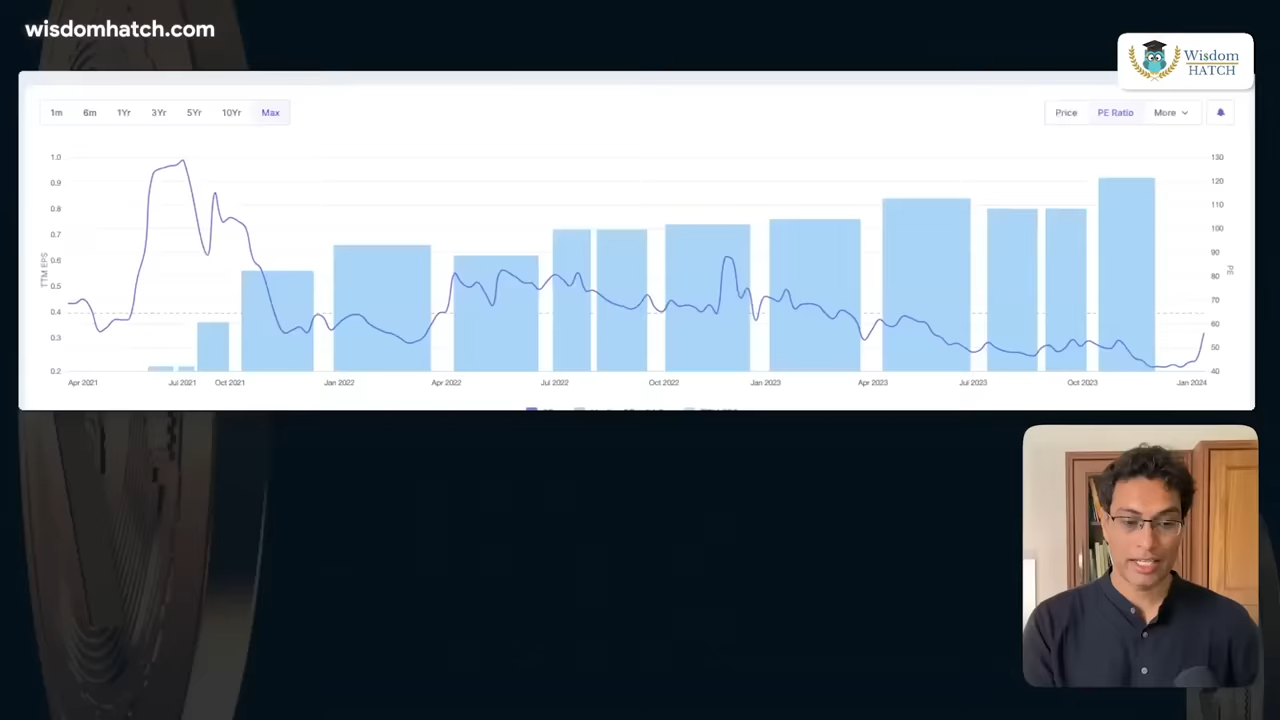 wisdomhatch.com
Wisdom
HATCH
1m 6m 1Yr 3Yr 5Yr 10Yr Max
Price PE Ratio More
1.0
0.9
0.8
0.7
0.6
0.5
0.4
0.3
0.2
TTM EPS
130
120
110
100
90
80
70
60
50
40
PE
Apr 2021 Jul 2021 Oct 2021 Jan 2022 Apr 2022 Jul 2022 Oct 2022 Jan 2023 Apr 2023 Jul 2023 Oct 2023 Jan 2024